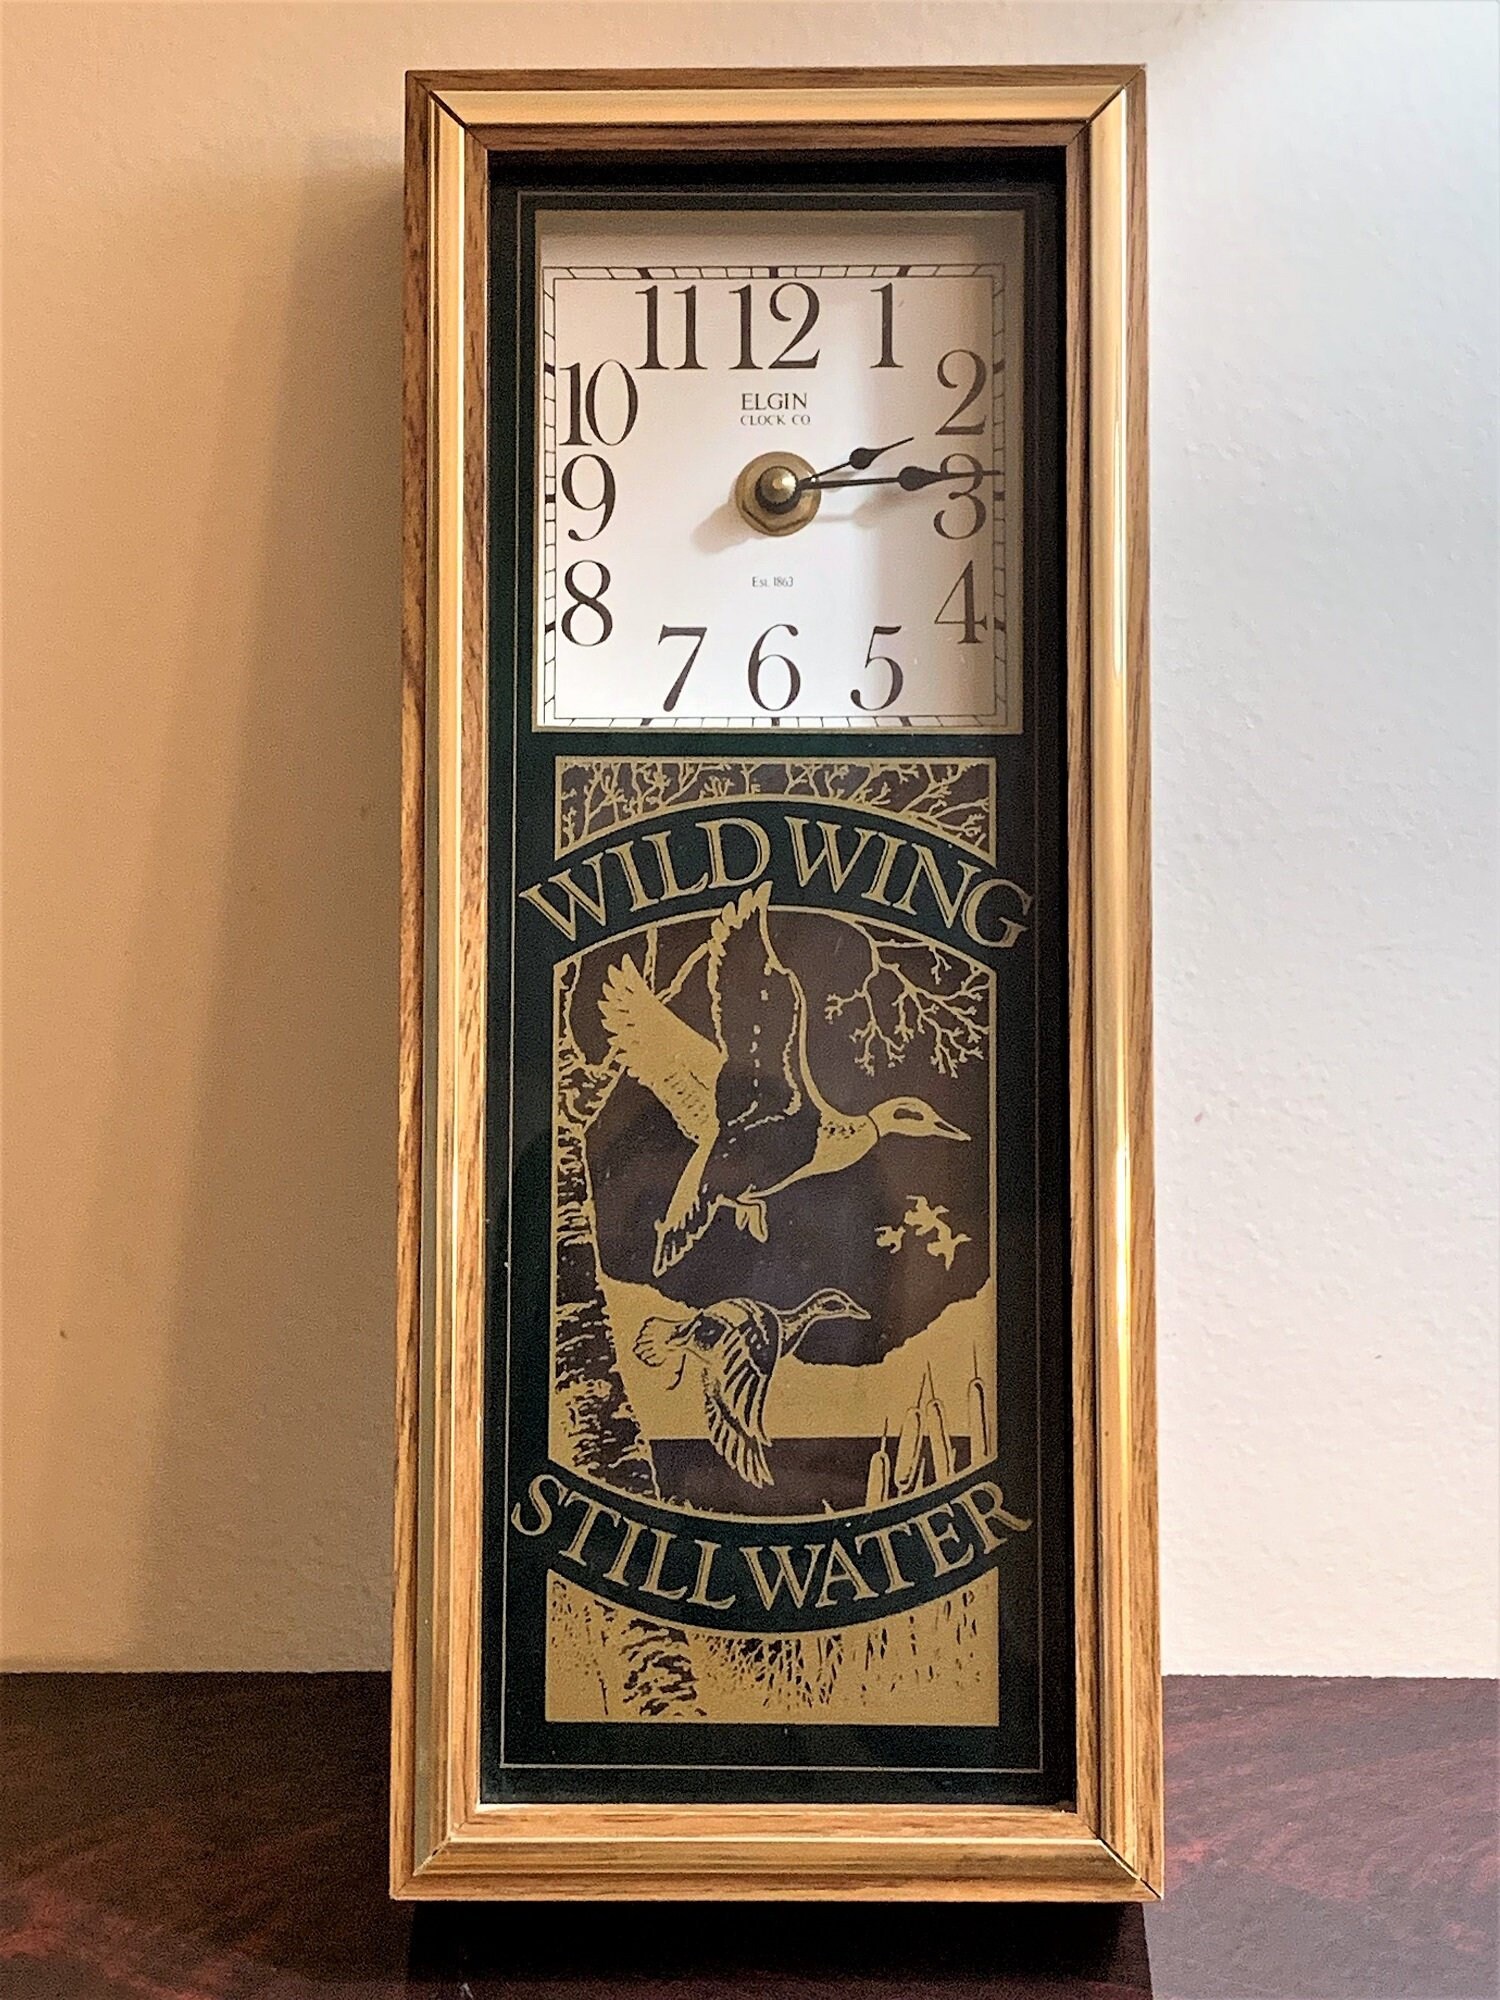 11 12 1
10 2
ELGIN
CLOCK CO
9 3
Est. 1863
8 4
7 6 5
WILD WING
STILLWATER